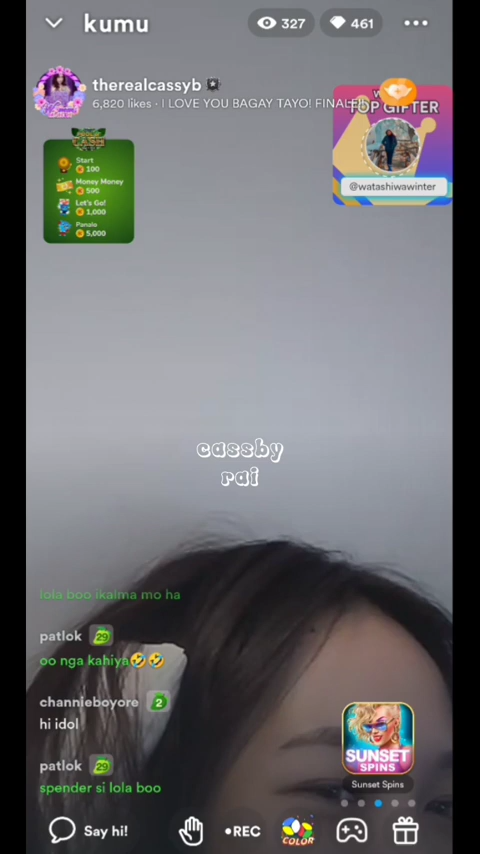 kumu
327
461
therealcassyb
6,820 likes · I LOVE YOU BAGAY TAYO! FINALE!!
TOP GIFTER
@watashiwawinter
Start
100
Money Money
500
Let's Go!
1,000
Panalo
5,000
cassby
rai
lola boo ikalma mo ha
patlok 29
oo nga kahiya🤣🤣
channieboyore 2
hi idol
patlok 29
spender si lola boo
SUNSET
SPINS
Sunset Spins
Say hi!
•REC
COLOR